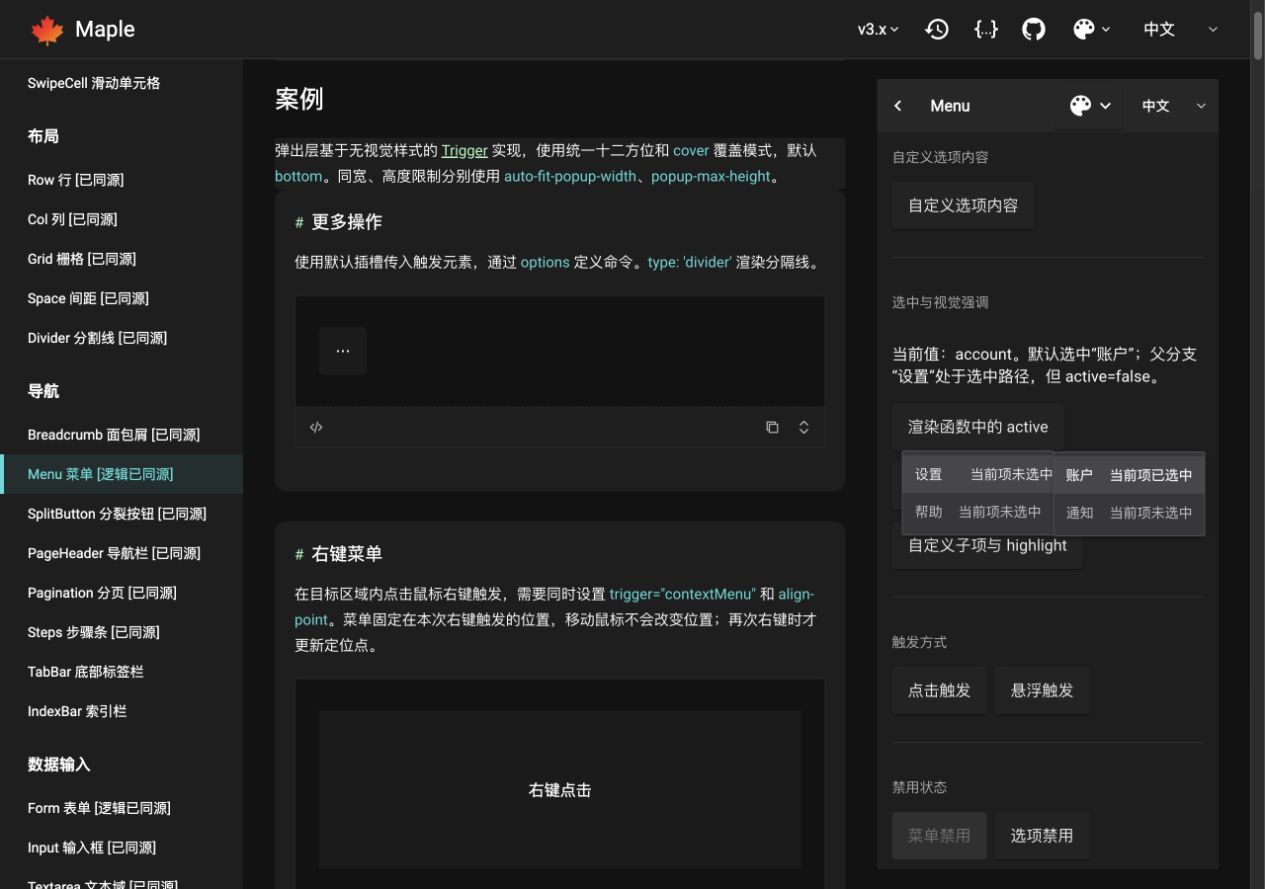 Maple
v3.x
{...}
中文
SwipeCell 滑动单元格
布局
Row 行 [已同源]
Col 列 [已同源]
Grid 栅格 [已同源]
Space 间距 [已同源]
Divider 分割线 [已同源]
导航
Breadcrumb 面包屑 [已同源]
Menu 菜单 [逻辑已同源]
SplitButton 分裂按钮 [已同源]
PageHeader 导航栏 [已同源]
Pagination 分页 [已同源]
Steps 步骤条 [已同源]
TabBar 底部标签栏
IndexBar 索引栏
数据输入
Form 表单 [逻辑已同源]
Input 输入框 [已同源]
Textarea 文本域 [已同源]
案例
弹出层基于无视觉样式的 Trigger 实现，使用统一十二方位和 cover 覆盖模式，默认
bottom。同宽、高度限制分别使用 auto-fit-popup-width、popup-max-height。
# 更多操作
使用默认插槽传入触发元素，通过 options 定义命令。type: 'divider' 渲染分隔线。
...
</>
# 右键菜单
在目标区域内点击鼠标右键触发，需要同时设置 trigger="contextMenu" 和 align-
point。菜单固定在本次右键触发的位置，移动鼠标不会改变位置；再次右键时才
更新定位点。
右键点击
Menu
中文
自定义选项内容
自定义选项内容
选中与视觉强调
当前值：account。默认选中“账户”；父分支
“设置”处于选中路径，但 active=false。
渲染函数中的 active
设置 当前项未选中
帮助 当前项未选中
账户 当前项已选中
通知 当前项未选中
自定义子项与 highlight
触发方式
点击触发
悬浮触发
禁用状态
菜单禁用
选项禁用